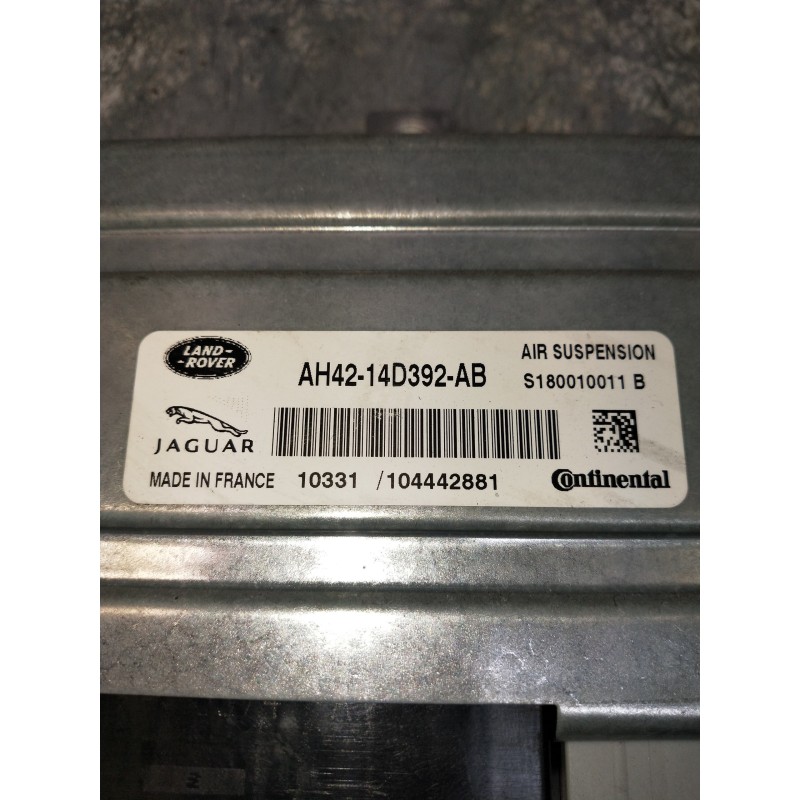 LAND-
-ROVER
AH42-14D392-AB
AIR SUSPENSION
S180010011 B
JAGUAR
MADE IN FRANCE 10331 /104442881
Continental